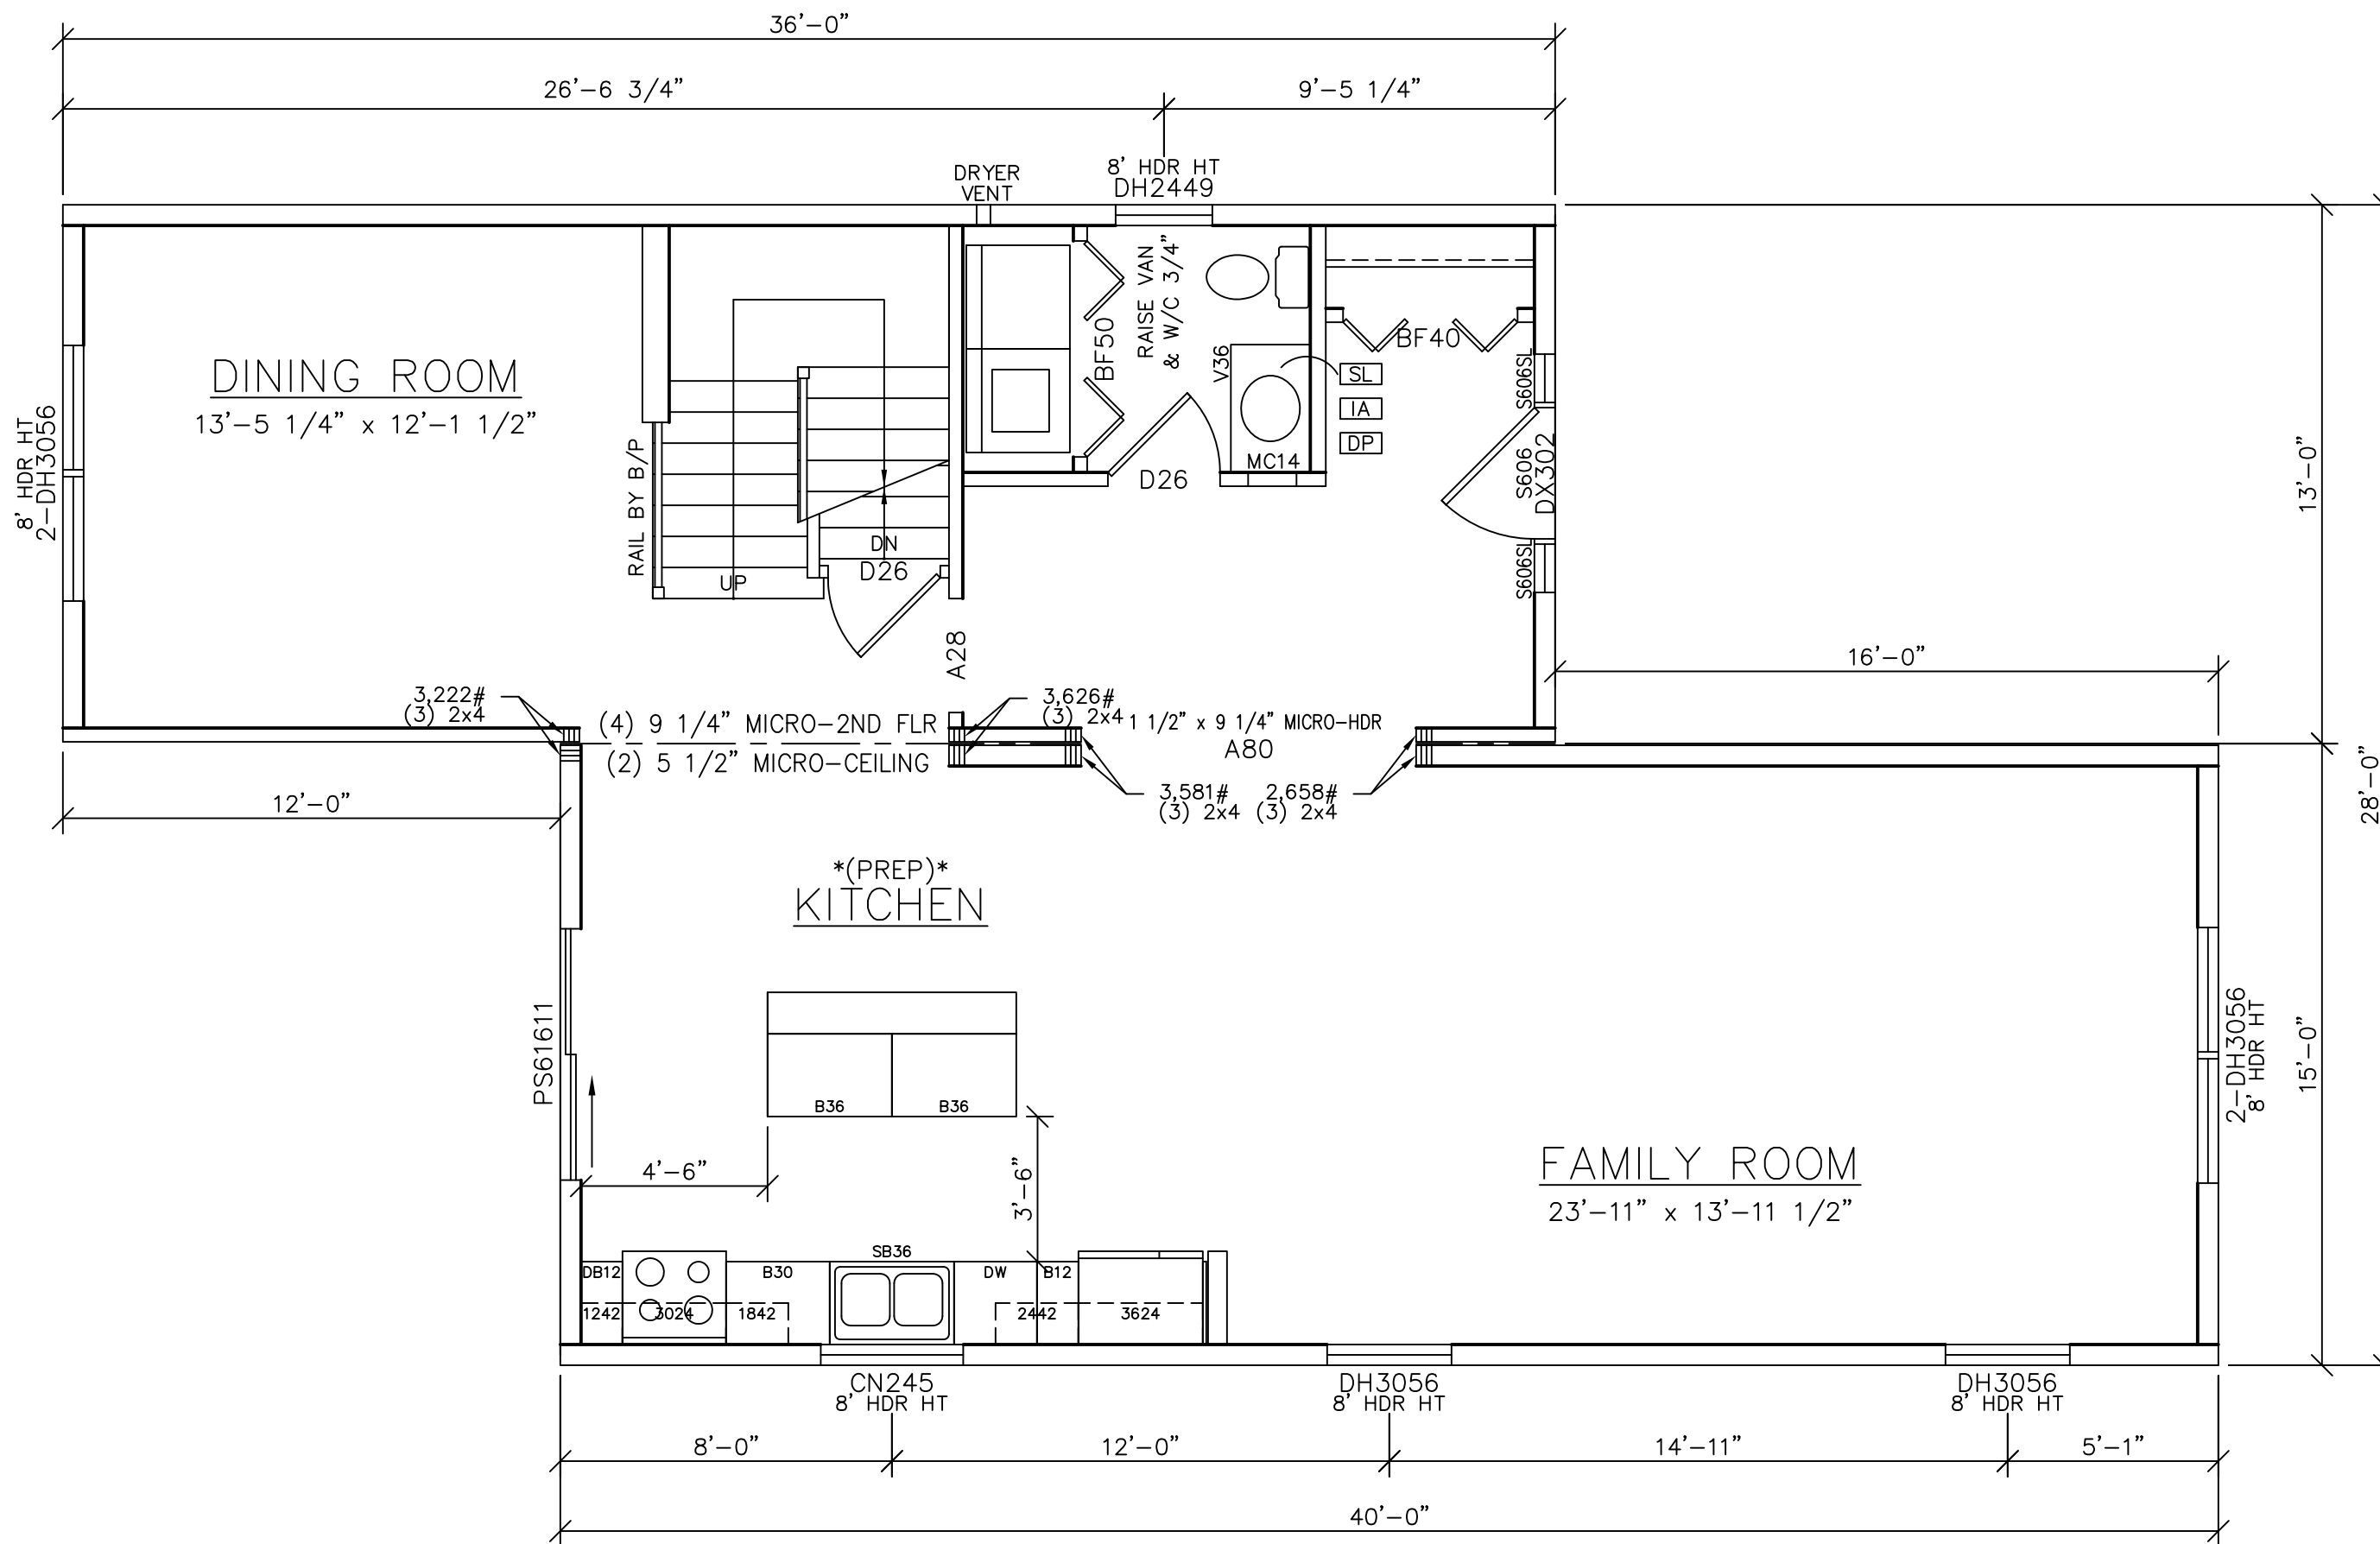 36'-0"
26'-6 3/4"
9'-5 1/4"
DRYER
VENT
8' HDR HT
DH2449
DINING ROOM
13'-5 1/4" x 12'-1 1/2"
8' HDR HT
2-DH3056
RAIL BY B/P
UP
DN
D26
A28
BF50
RAISE VAN
& W/C 3/4"
V36
MC14
D26
BF40
SL
IA
DP
S606SL
S606
DX302
S606SL
13'-0"
16'-0"
28'-0"
3,222#
(3) 2x4
(4) 9 1/4" MICRO-2ND FLR
(2) 5 1/2" MICRO-CEILING
3,626#
(3) 2x4
1 1/2" x 9 1/4" MICRO-HDR
A80
3,581#
(3) 2x4
2,658#
(3) 2x4
12'-0"
*(PREP)*
KITCHEN
PS61611
B36
B36
4'-6"
3'-6"
FAMILY ROOM
23'-11" x 13'-11 1/2"
2-DH3056
8' HDR HT
15'-0"
SB36
DB12
B30
DW
B12
1242
3024
1842
2442
3624
CN245
8' HDR HT
DH3056
8' HDR HT
DH3056
8' HDR HT
8'-0"
12'-0"
14'-11"
5'-1"
40'-0"